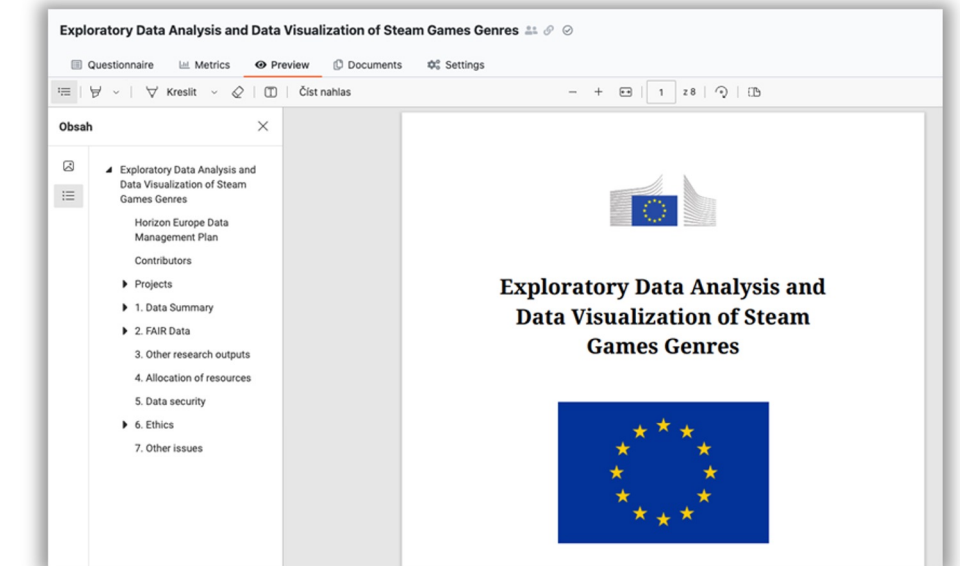 Exploratory Data Analysis and Data Visualization of Steam Games Genres
Questionnaire Metrics Preview Documents Settings
Kreslit Číst nahlas 1 z 8
Obsah
Exploratory Data Analysis and
Data Visualization of Steam
Games Genres
Horizon Europe Data
Management Plan
Contributors
Projects
1. Data Summary
2. FAIR Data
3. Other research outputs
4. Allocation of resources
5. Data security
6. Ethics
7. Other issues
Exploratory Data Analysis and
Data Visualization of Steam
Games Genres